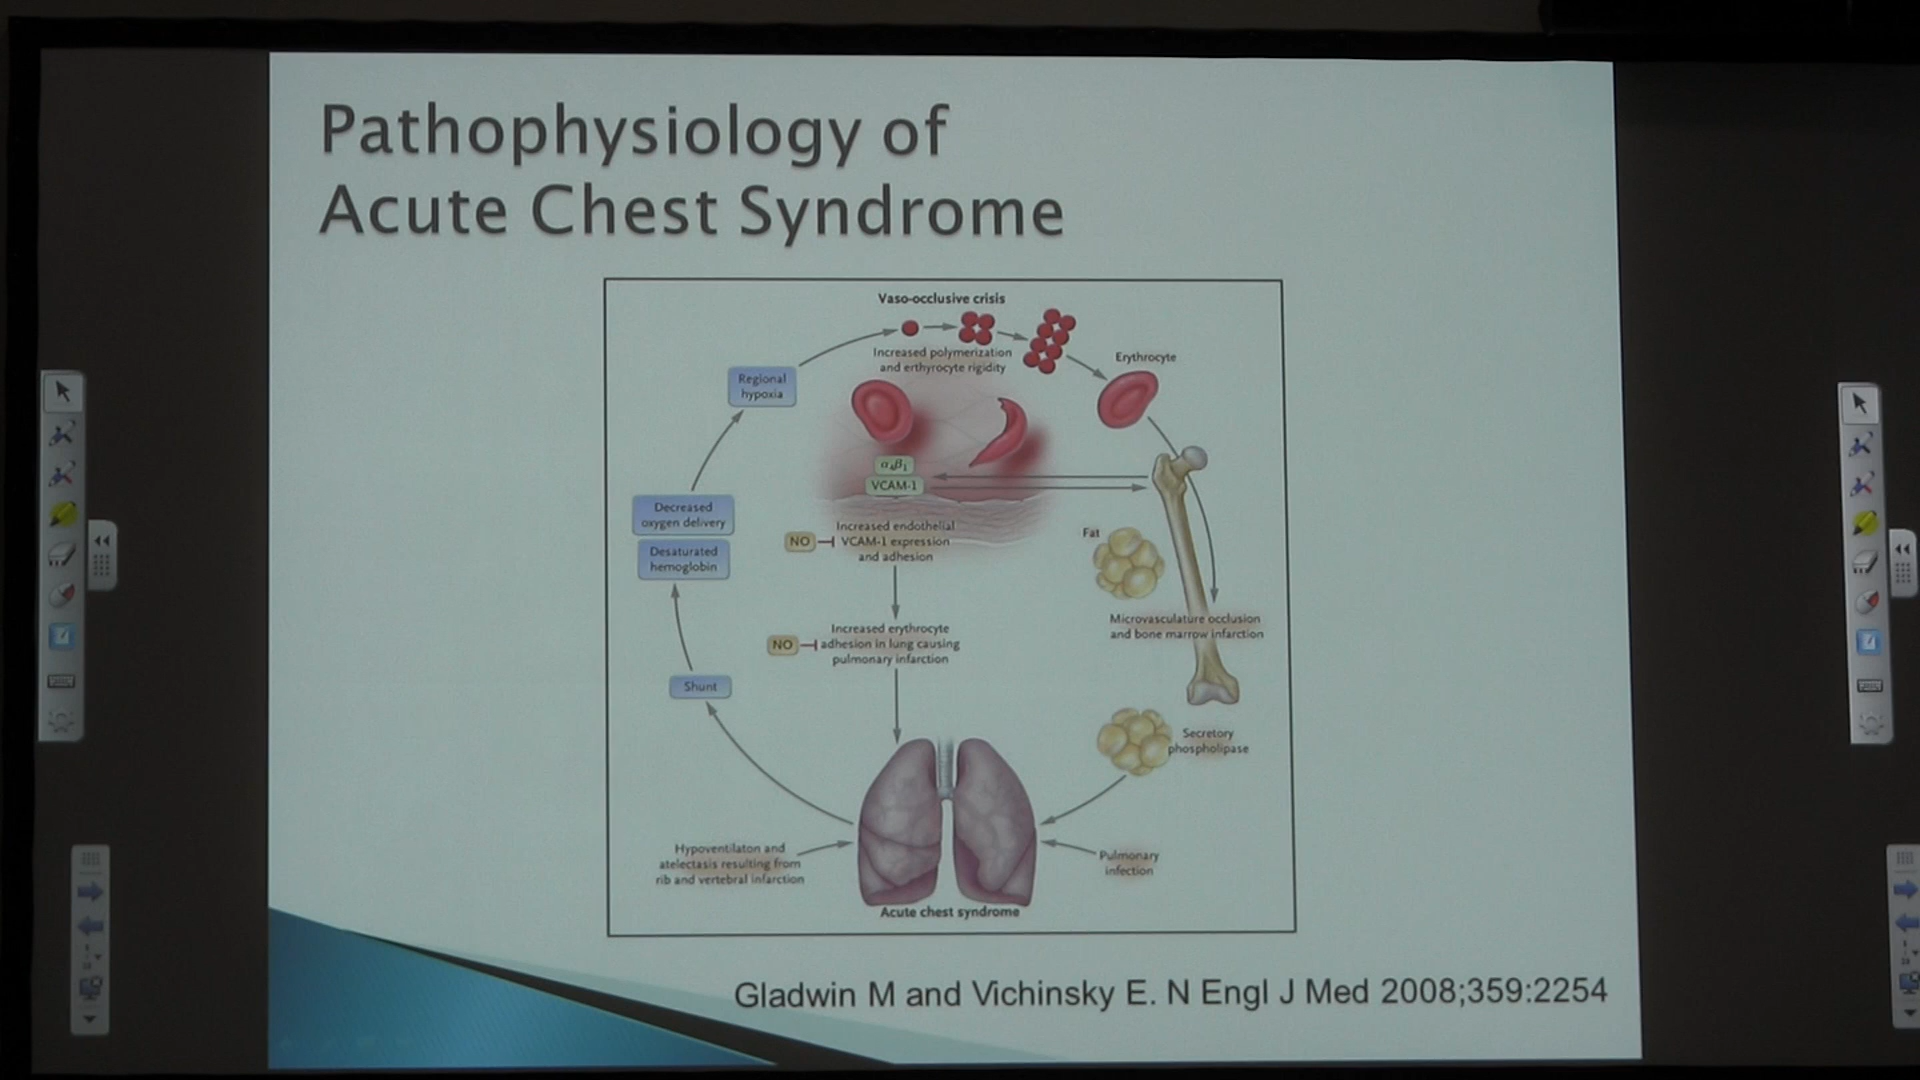 Pathophysiology of
Acute Chest Syndrome
Vaso-occlusive crisis
Increased polymerization
and erthyrocyte rigidity
Erythrocyte
Regional
hypoxia
α4β1
VCAM-1
Decreased
oxygen delivery
Desaturated
hemoglobin
NO
Increased endothelial
VCAM-1 expression
and adhesion
Fat
Microvasculature occlusion
and bone marrow infarction
NO
Increased erythrocyte
adhesion in lung causing
pulmonary infarction
Shunt
Secretory
phospholipase
Hypoventilaton and
atelectasis resulting from
rib and vertebral infarction
Pulmonary
infection
Acute chest syndrome
Gladwin M and Vichinsky E. N Engl J Med 2008;359:2254